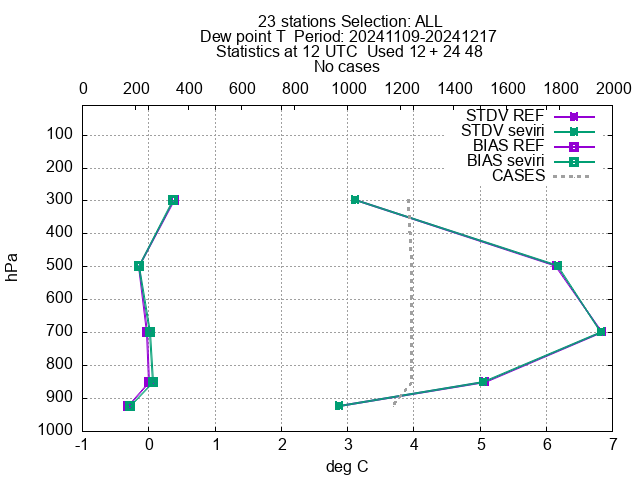 23 stations Selection: ALL
Dew point T  Period: 20241109-20241217
Statistics at 12 UTC  Used 12 + 24 48
No cases
0 200 400 600 800 1000 1200 1400 1600 1800 2000
STDV REF
STDV seviri
BIAS REF
BIAS seviri
CASES
100
200
300
400
500
600
700
800
900
1000
hPa
-1 0 1 2 3 4 5 6 7
deg C